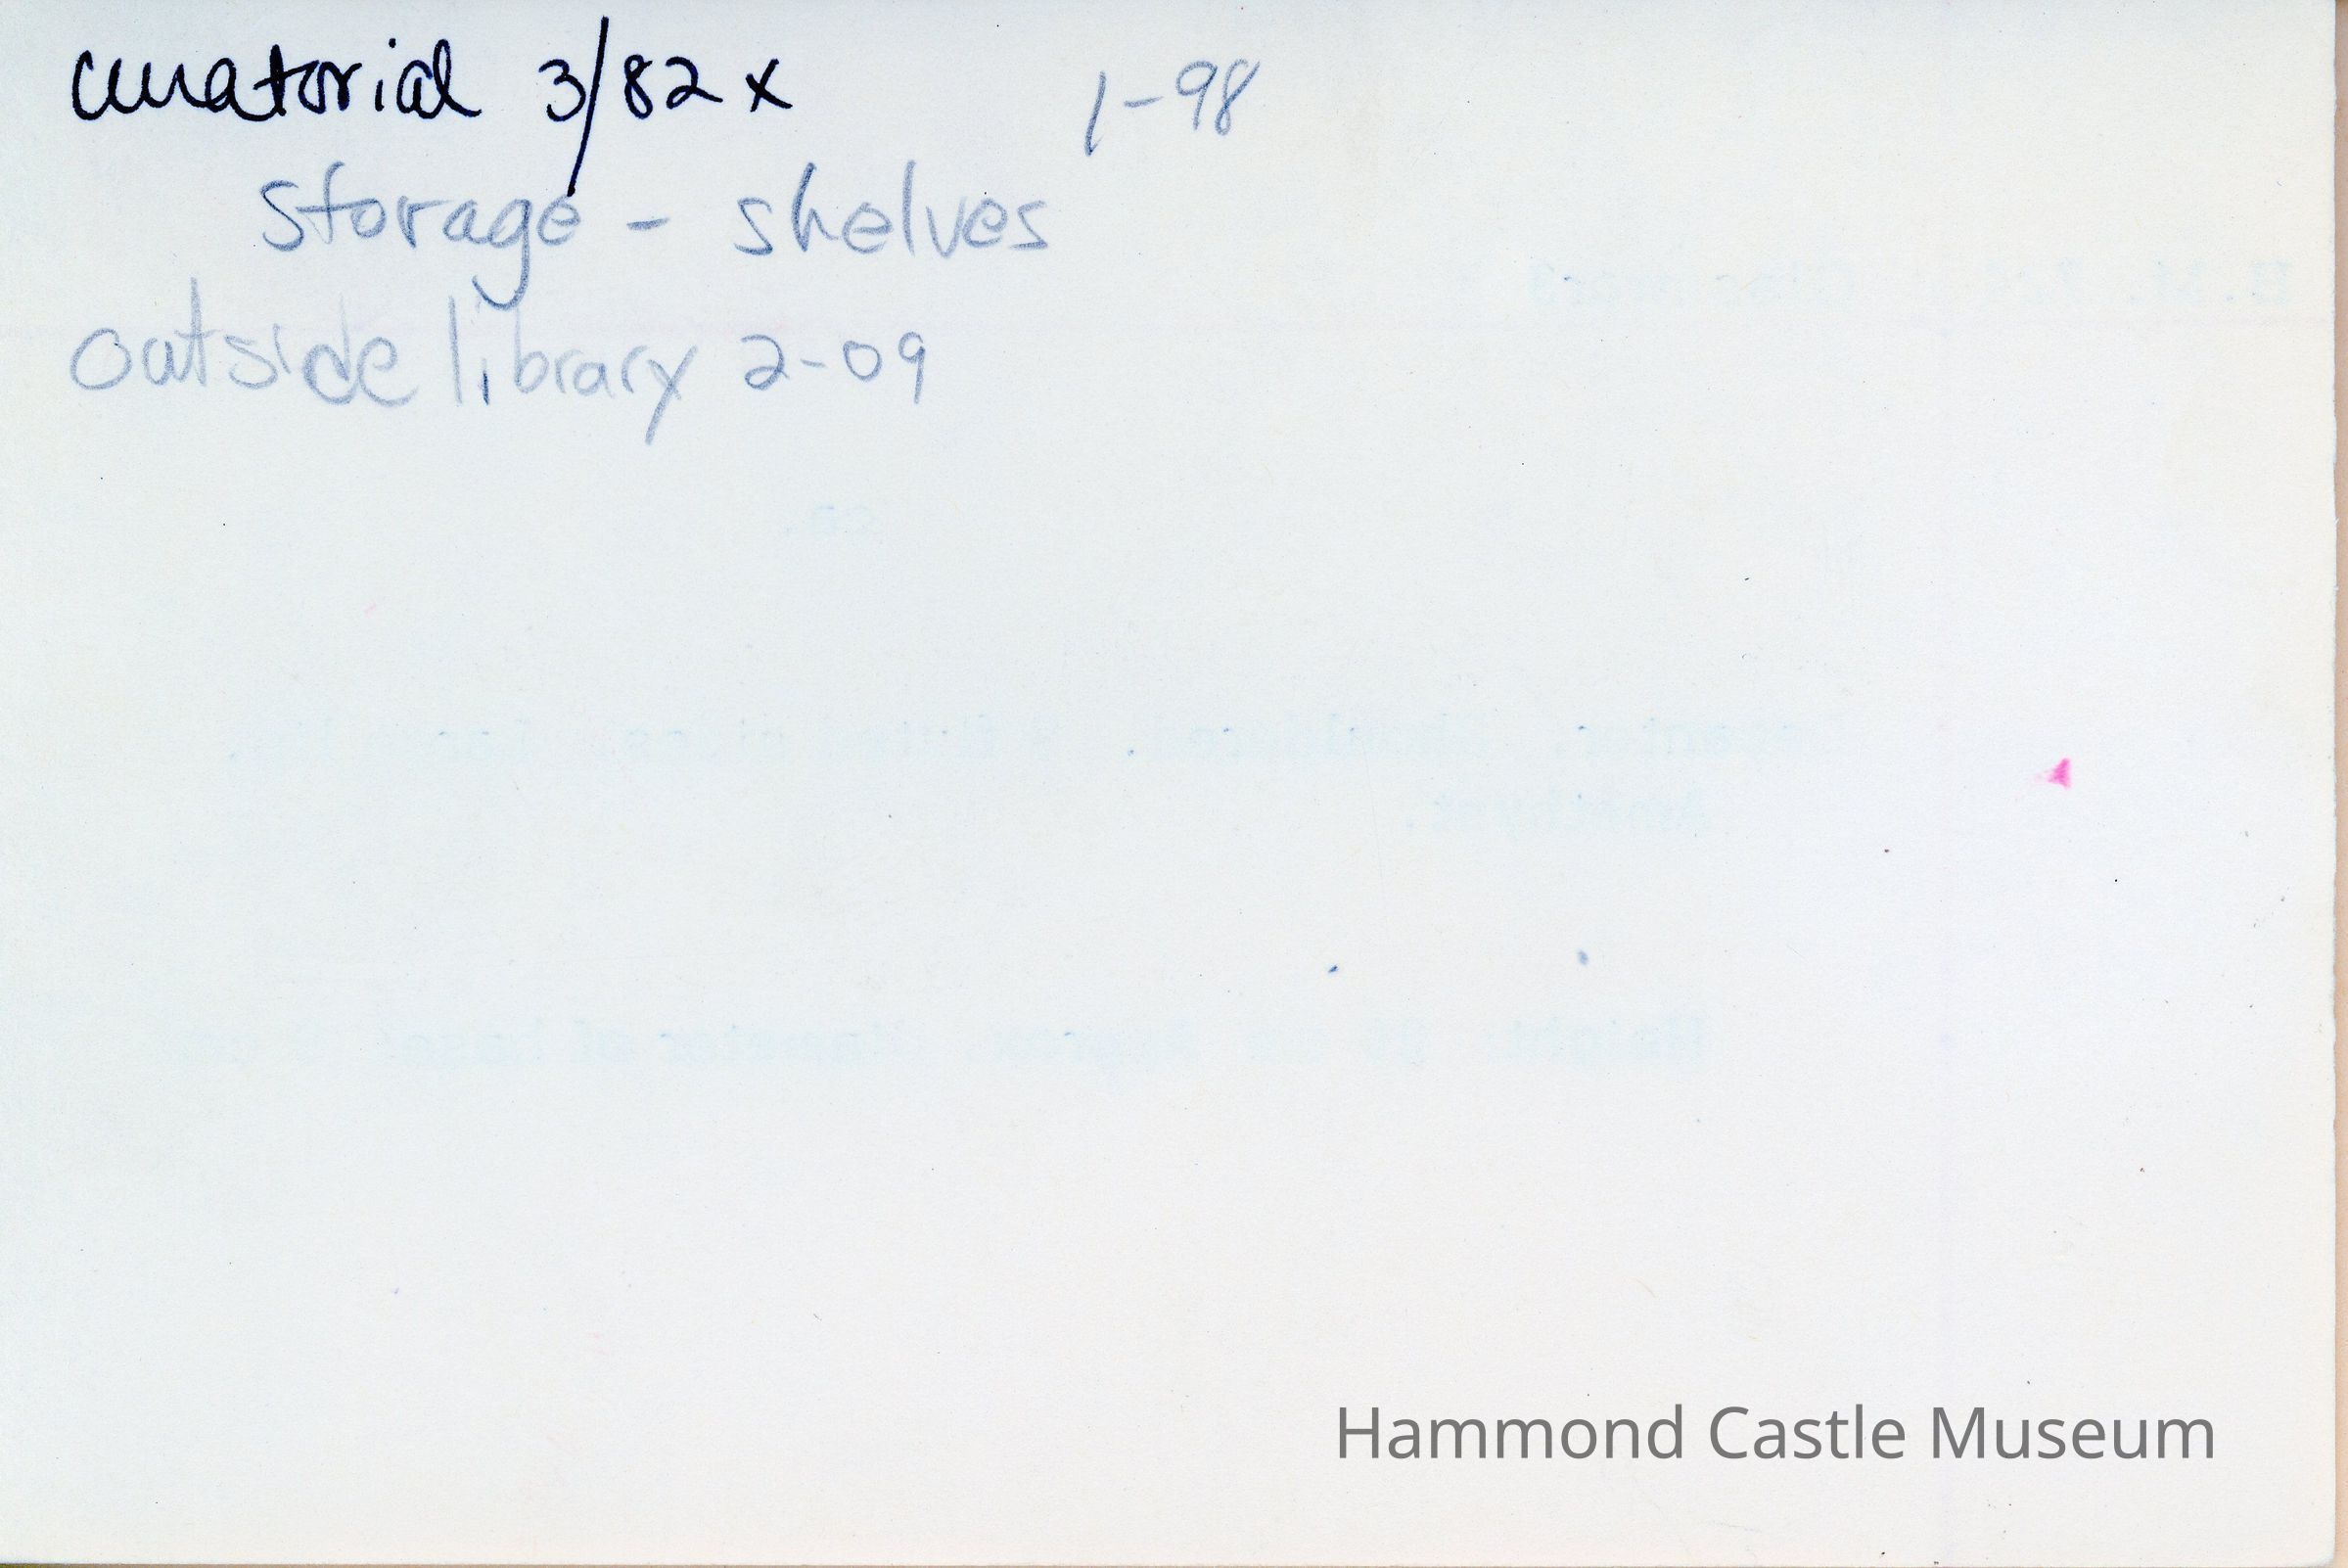 curatorial 3/82 x 1-98
storage - shelves
outside library 2-09
Hammond Castle Museum